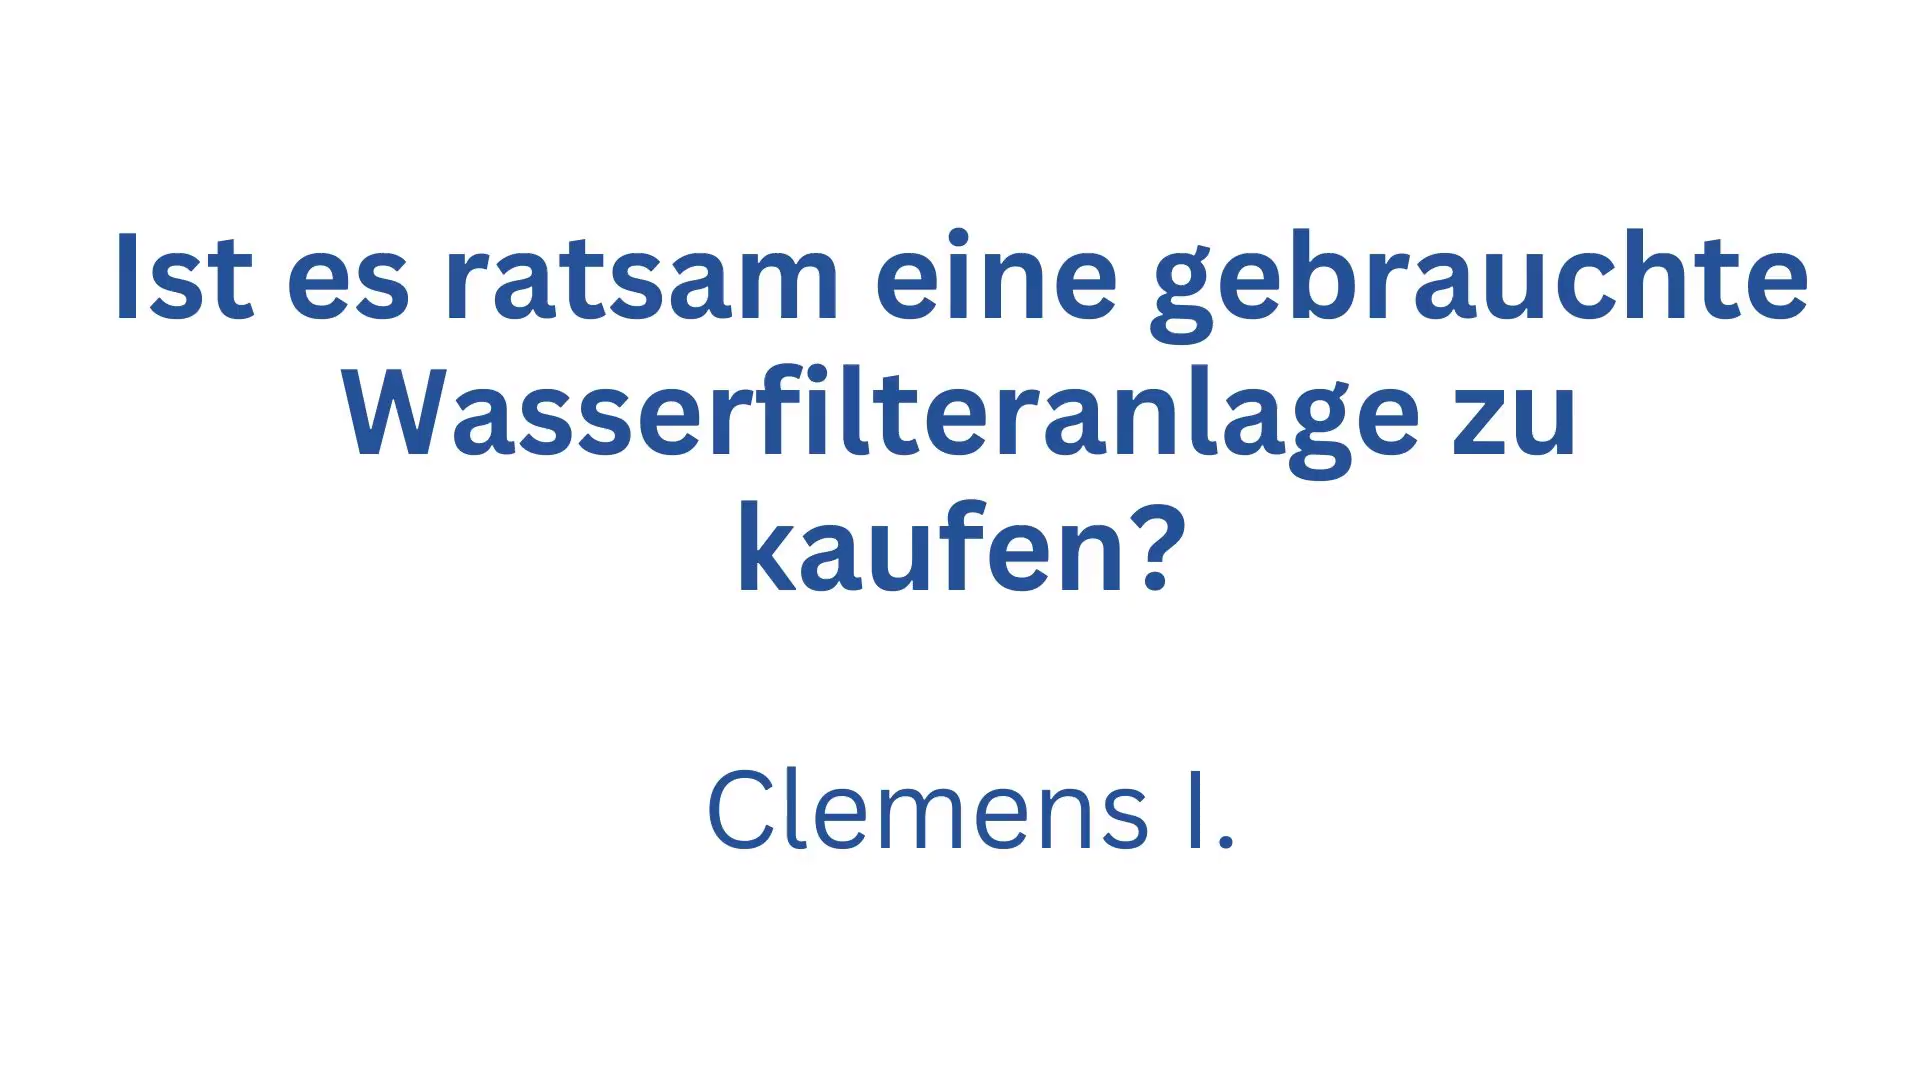 Ist es ratsam eine gebrauchte
Wasserfilteranlage zu
kaufen?
Clemens I.